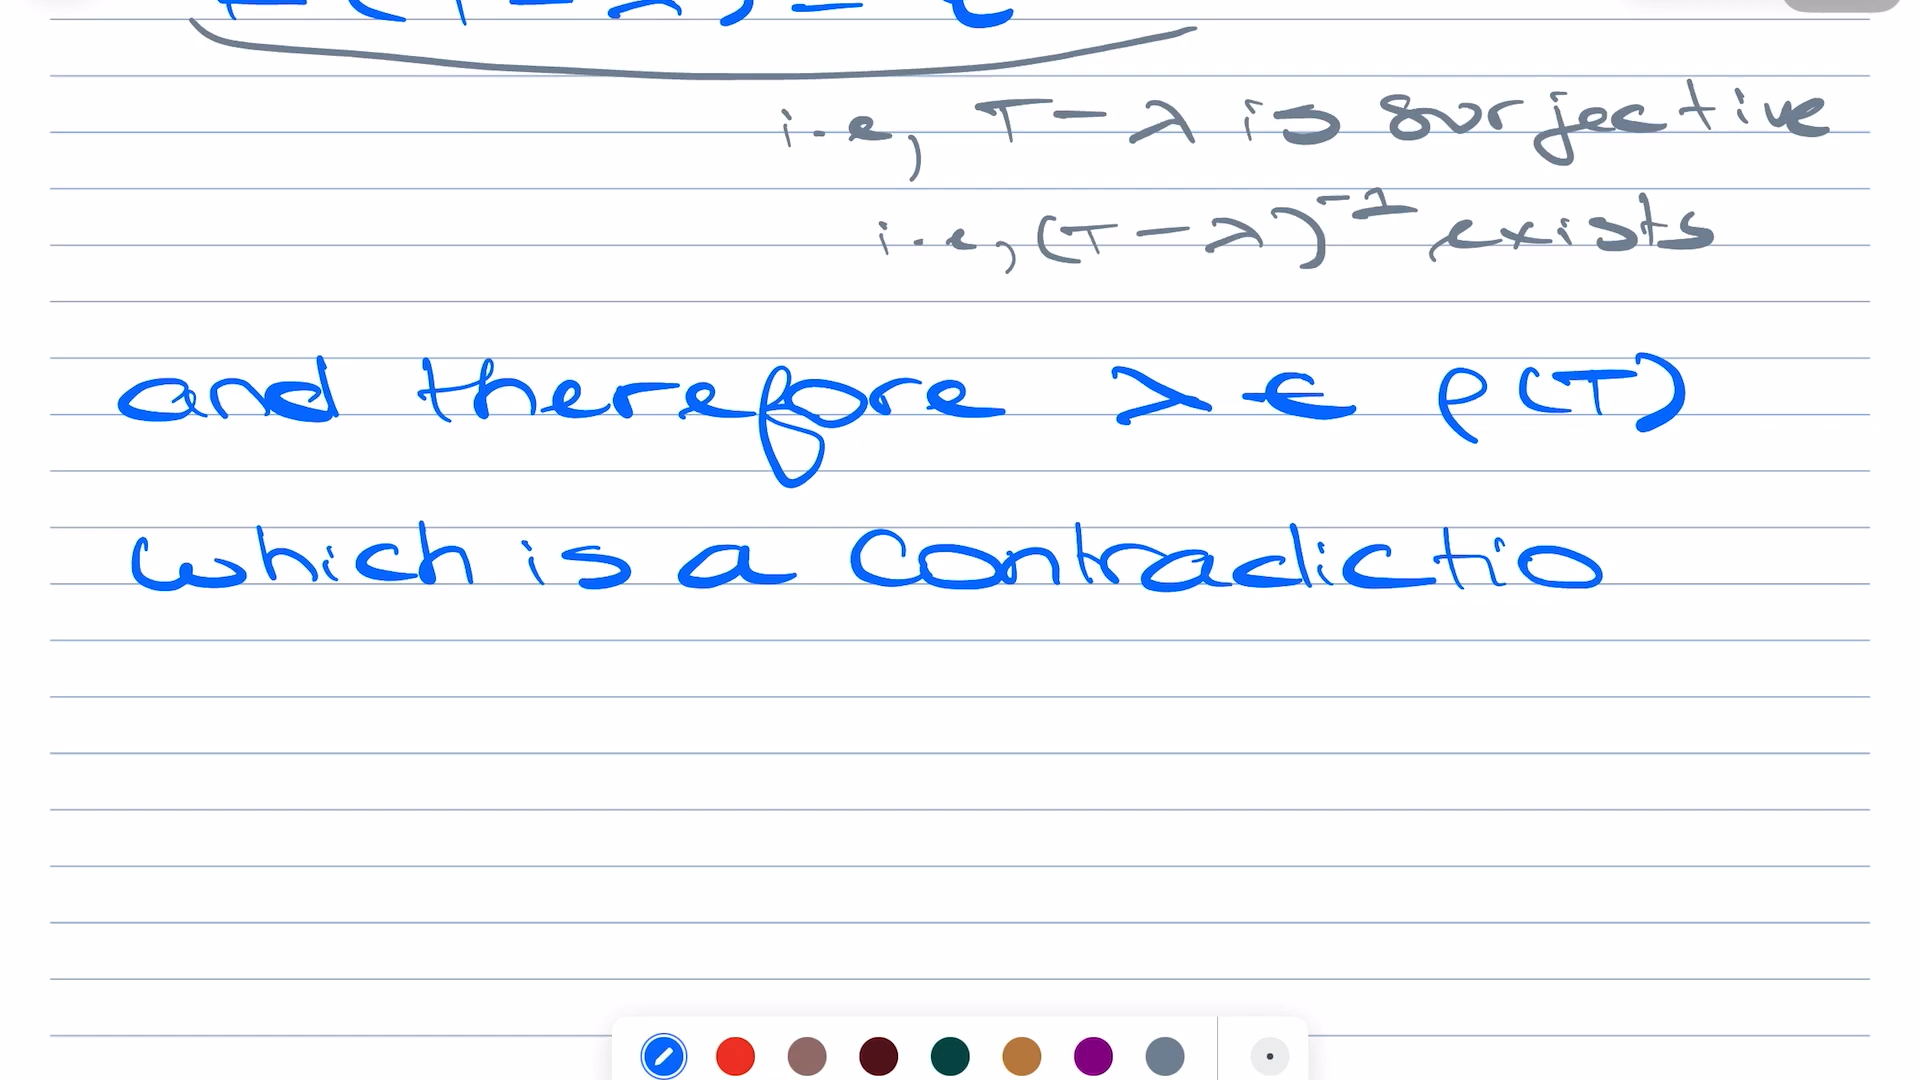 i.e, T - λ is surjective
i.e, (T - λ)⁻¹ exists
and therefore λ ∈ ρ(T)
which is a contradictio